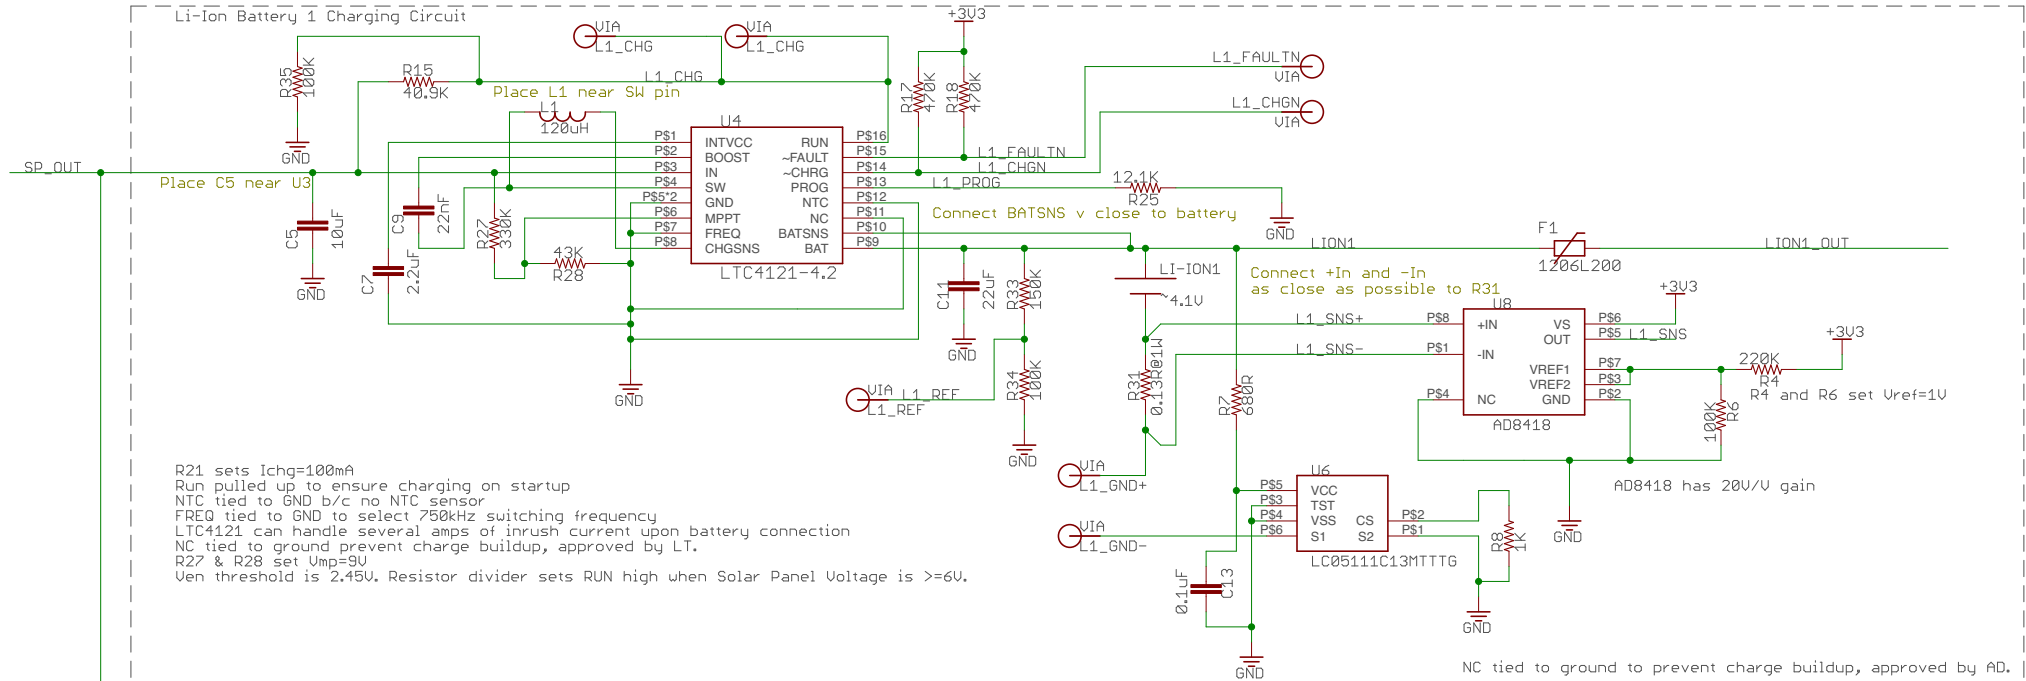 Li-Ion Battery 1 Charging Circuit
VIA
L1_CHG
VIA
L1_CHG
+3V3
R35
100K
R15
40.9K
L1_CHG
Place L1 near SW pin
L1
120uH
R17
470K
R18
470K
L1_FAULTN
VIA
L1_CHGN
VIA
GND
SP_OUT
Place C5 near U3
C5
10uF
GND
C9
22nF
C7
2.2uF
R27
330K
43K
R28
U4
P$1 INTVCC RUN P$16
P$2 BOOST ~FAULT P$15
P$3 IN ~CHRG P$14
P$4 SW PROG P$13
P$5*2 GND NTC P$12
P$6 MPPT NC P$11
P$7 FREQ BATSNS P$10
P$8 CHGSNS BAT P$9
LTC4121-4.2
GND
L1_FAULTN
L1_CHGN
L1_PROG
12.1K
R25
GND
Connect BATSNS v close to battery
LION1
F1
1206L200
LION1_OUT
C11
22uF
GND
R33
150K
R34
100K
GND
VIA
L1_REF
L1_REF
LI-ION1
~4.1V
Connect +In and -In
as close as possible to R31
L1_SNS+
L1_SNS-
R31
0.13R@1W
R7
680R
U8
P$8 +IN VS P$6
OUT P$5
P$1 -IN
VREF1 P$7
VREF2 P$3
P$4 NC GND P$2
AD8418
+3V3
L1_SNS
+3V3
220K
R4
R4 and R6 set Vref=1V
100K
R6
AD8418 has 20V/V gain
GND
VIA
L1_GND+
VIA
L1_GND-
U6
P$5 VCC
P$3 TST
P$4 VSS CS P$2
P$6 S1 S2 P$1
LC05111C13MTTTG
R8
1K
GND
0.1uF
C13
GND
R21 sets Ichg=100mA
Run pulled up to ensure charging on startup
NTC tied to GND b/c no NTC sensor
FREQ tied to GND to select 750kHz switching frequency
LTC4121 can handle several amps of inrush current upon battery connection
NC tied to ground prevent charge buildup, approved by LT.
R27 & R28 set Vmp=9V
Ven threshold is 2.45V. Resistor divider sets RUN high when Solar Panel Voltage is >=6V.
NC tied to ground to prevent charge buildup, approved by AD.